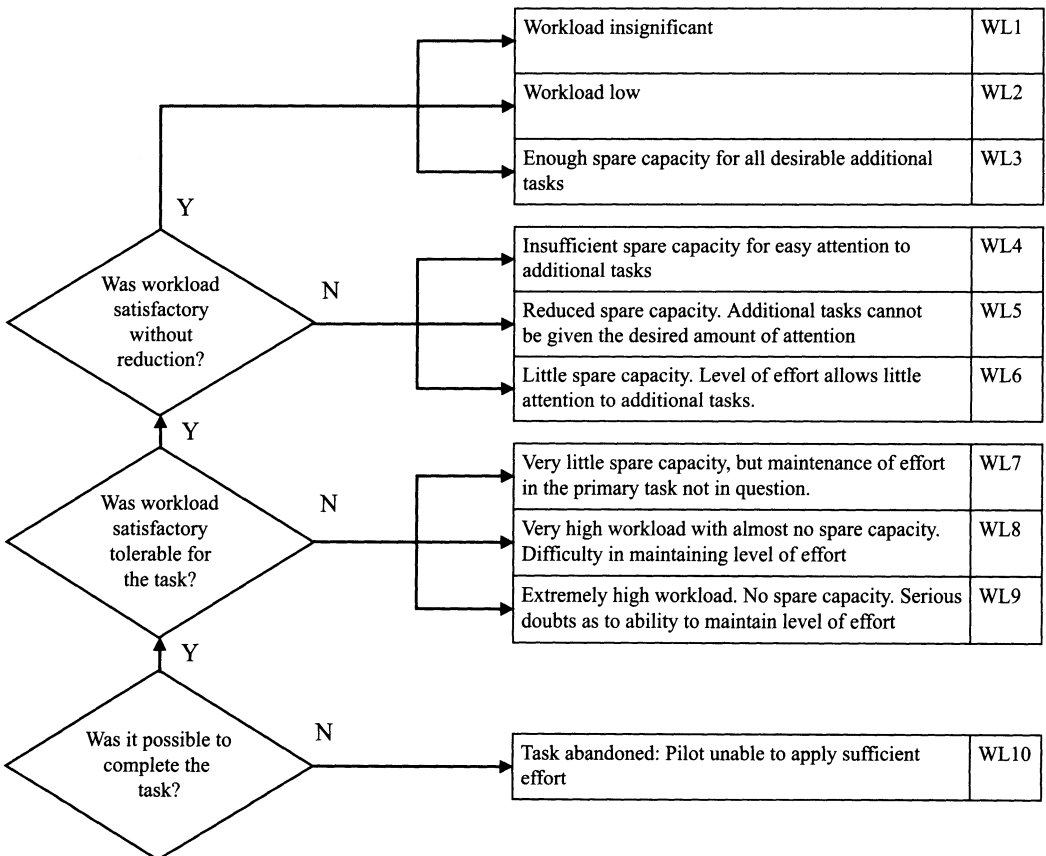 Workload insignificant WL1
Workload low WL2
Enough spare capacity for all desirable additional WL3
tasks
Y
Was workload
satisfactory
without
reduction?
N
Insufficient spare capacity for easy attention to WL4
additional tasks
Reduced spare capacity. Additional tasks cannot WL5
be given the desired amount of attention
Little spare capacity. Level of effort allows little WL6
attention to additional tasks.
Y
Was workload
satisfactory
tolerable for
the task?
N
Very little spare capacity, but maintenance of effort WL7
in the primary task not in question.
Very high workload with almost no spare capacity. WL8
Difficulty in maintaining level of effort
Extremely high workload. No spare capacity. Serious WL9
doubts as to ability to maintain level of effort
Y
Was it possible to
complete the
task?
N
Task abandoned: Pilot unable to apply sufficient WL10
effort